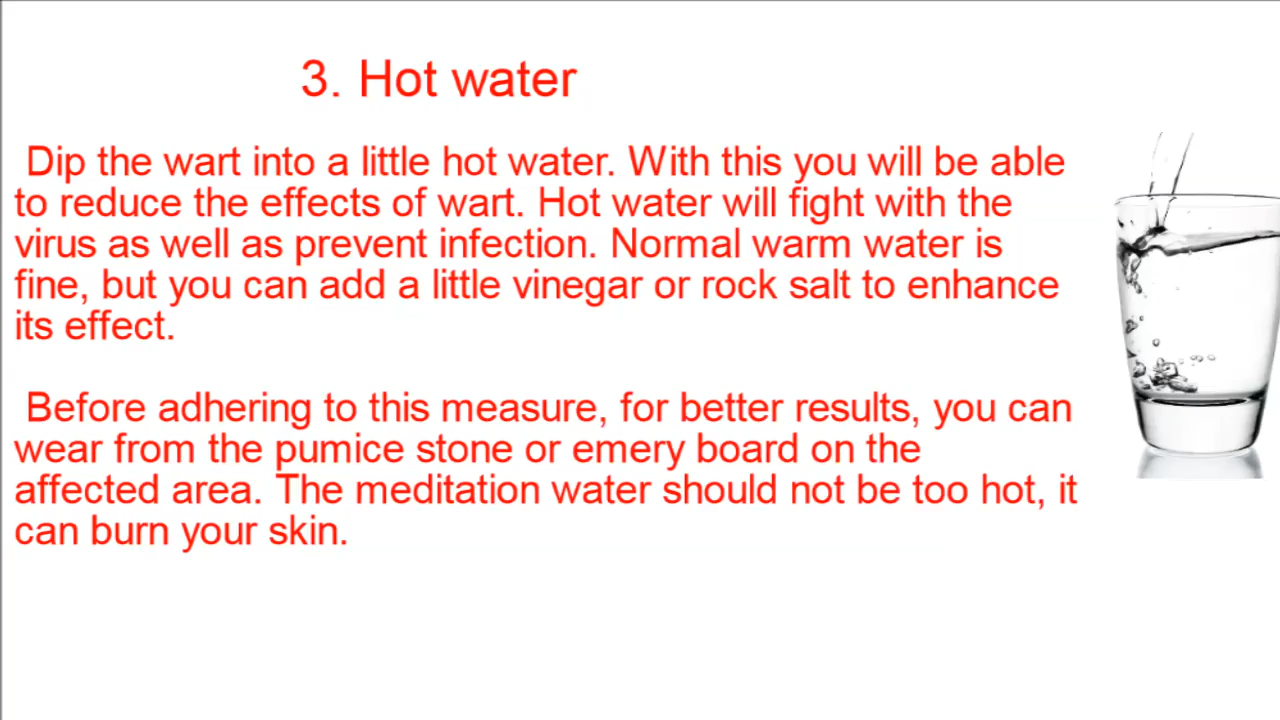 3. Hot water
Dip the wart into a little hot water. With this you will be able
to reduce the effects of wart. Hot water will fight with the
virus as well as prevent infection. Normal warm water is
fine, but you can add a little vinegar or rock salt to enhance
its effect.
Before adhering to this measure, for better results, you can
wear from the pumice stone or emery board on the
affected area. The meditation water should not be too hot, it
can burn your skin.